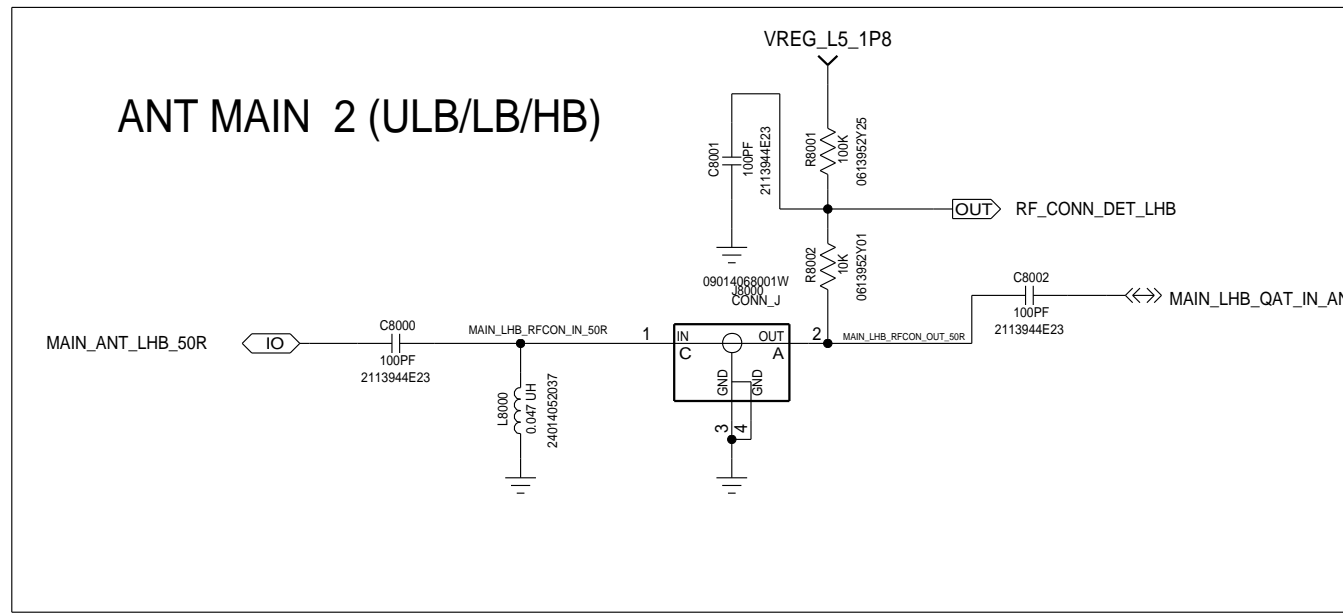 VREG_L5_1P8
ANT MAIN 2 (ULB/LB/HB)
C8001
100PF
2113944E23
R8001
100K
0613952Y25
OUT
RF_CONN_DET_LHB
R8002
10K
0613952Y01
09014068001W
J8000
CONN_J
C8002
100PF
2113944E23
MAIN_LHB_QAT_IN_AN
MAIN_ANT_LHB_50R
IO
C8000
100PF
2113944E23
MAIN_LHB_RFCON_IN_50R
1
IN
OUT
C
A
2
MAIN_LHB_RFCON_OUT_50R
GND
GND
3
4
L8000
0.047 UH
24014052037